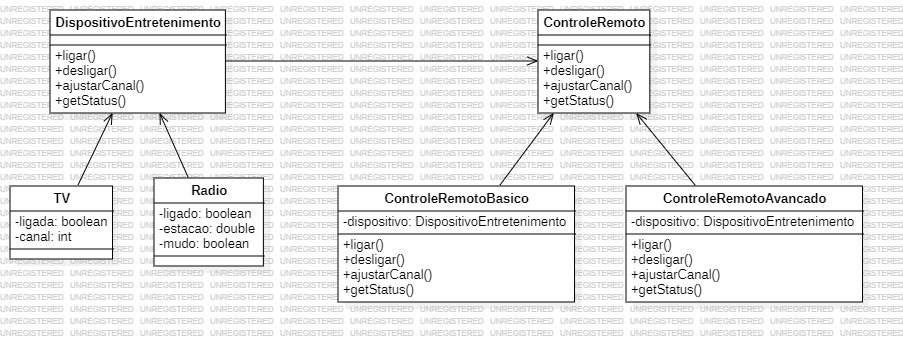 DispositivoEntretenimento
+ligar()
+desligar()
+ajustarCanal()
+getStatus()
ControleRemoto
+ligar()
+desligar()
+ajustarCanal()
+getStatus()
TV
-ligada: boolean
-canal: int
Radio
-ligado: boolean
-estacao: double
-mudo: boolean
ControleRemotoBasico
-dispositivo: DispositivoEntretenimento
+ligar()
+desligar()
+ajustarCanal()
+getStatus()
ControleRemotoAvancado
-dispositivo: DispositivoEntretenimento
+ligar()
+desligar()
+ajustarCanal()
+getStatus()
UNREGISTERED